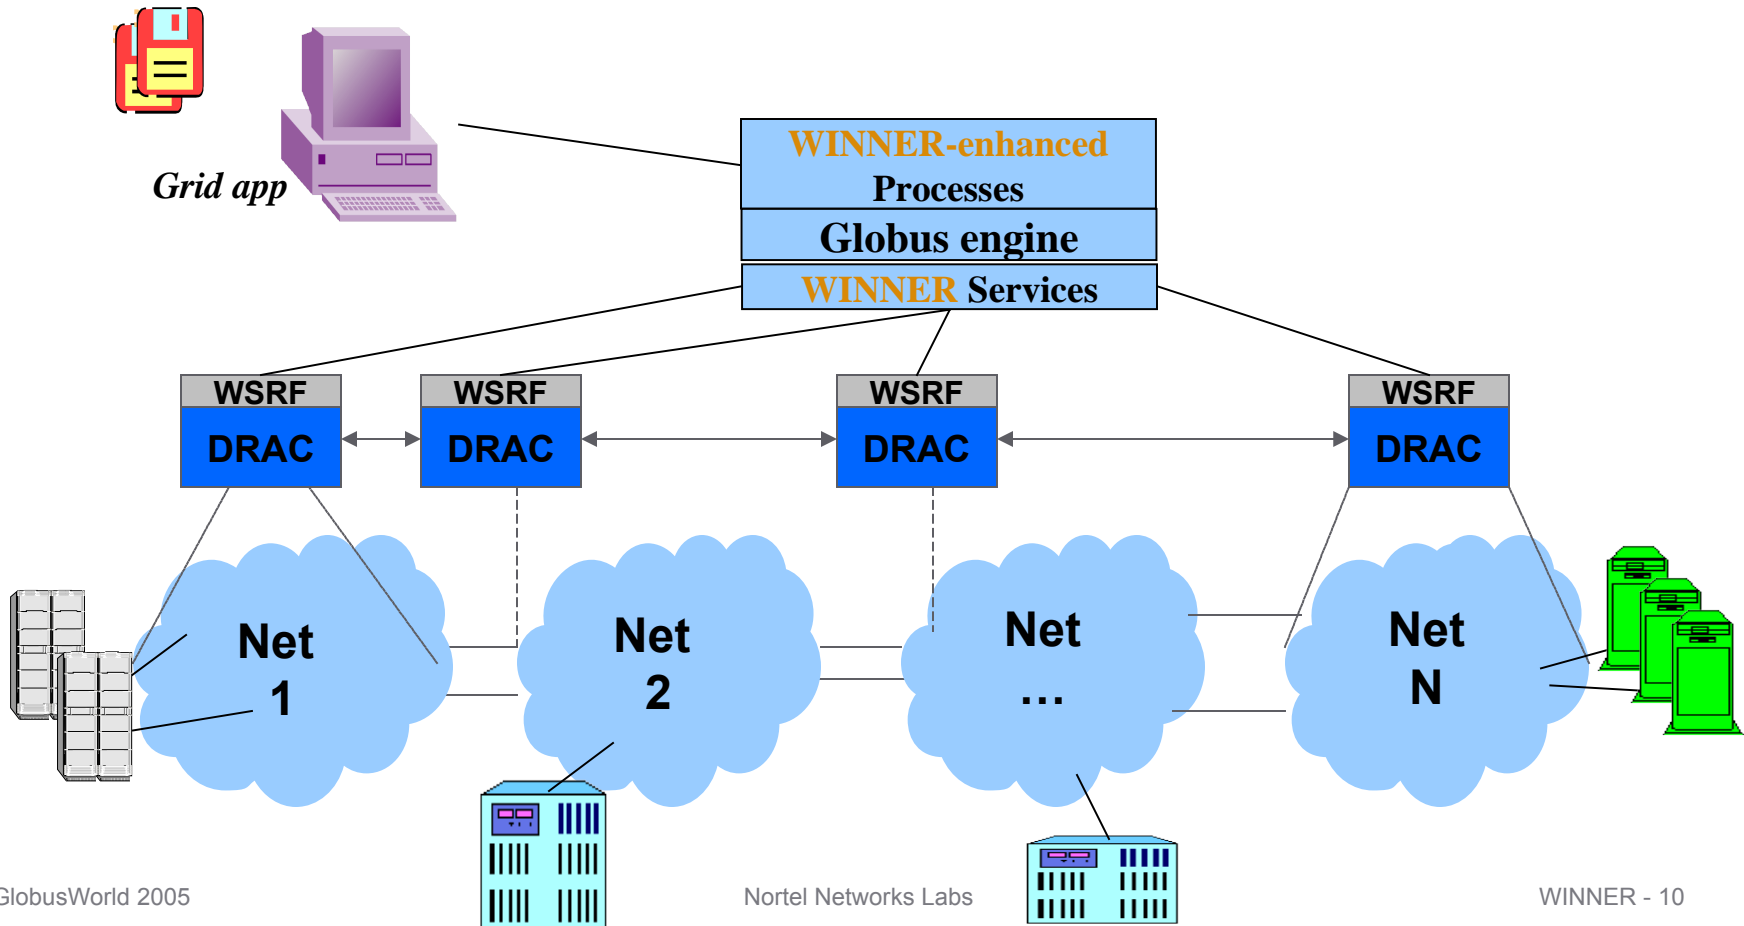 WINNER-enhanced
Processes
Grid app
Globus engine
WINNER Services
WSRF WSRF WSRF WSRF
DRAC DRAC DRAC DRAC
Net Net Net Net
1 2 … N
GlobusWorld 2005 Nortel Networks Labs WINNER - 10